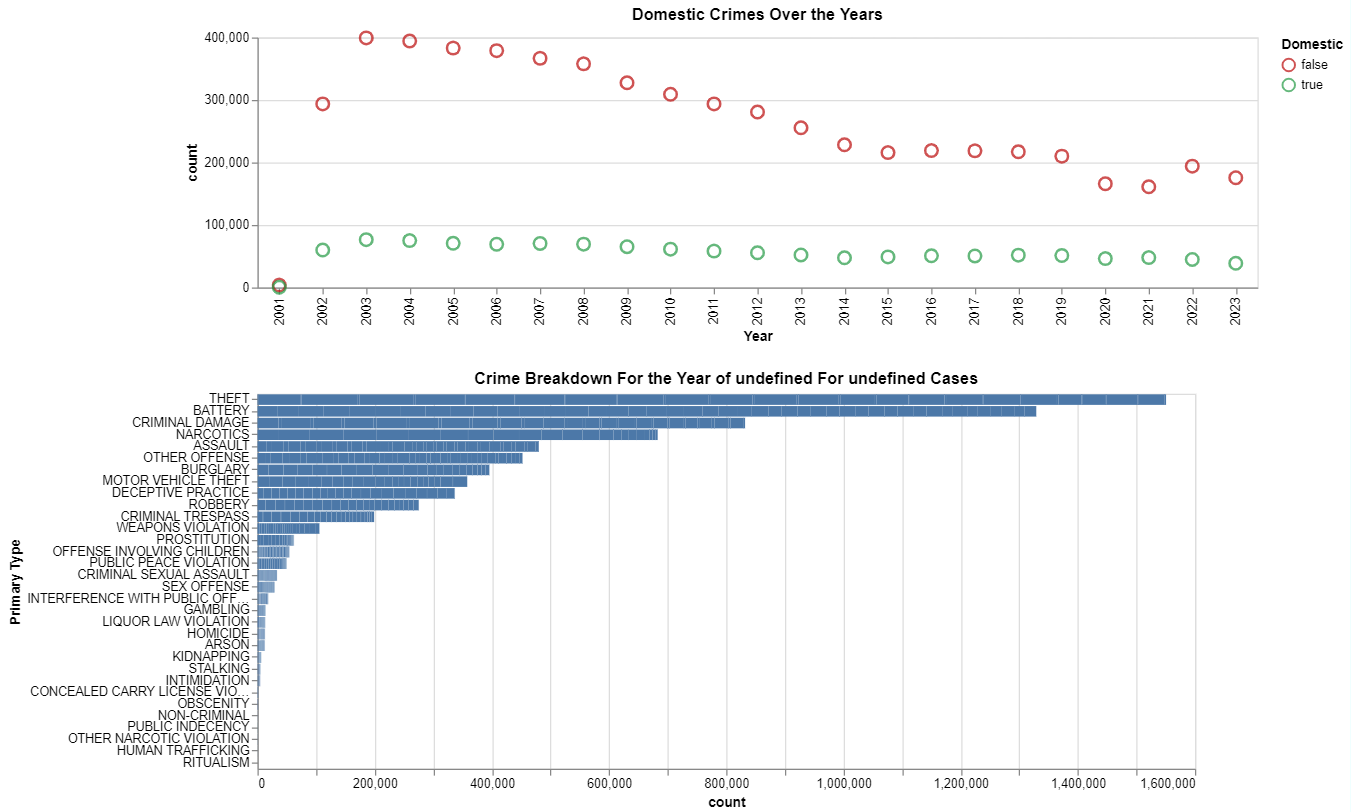 Domestic Crimes Over the Years
400,000
300,000
200,000
100,000
0
count
2001 2002 2003 2004 2005 2006 2007 2008 2009 2010 2011 2012 2013 2014 2015 2016 2017 2018 2019 2020 2021 2022 2023
Year
Domestic
false
true
Crime Breakdown For the Year of undefined For undefined Cases
Primary Type
THEFT
BATTERY
CRIMINAL DAMAGE
NARCOTICS
ASSAULT
OTHER OFFENSE
BURGLARY
MOTOR VEHICLE THEFT
DECEPTIVE PRACTICE
ROBBERY
CRIMINAL TRESPASS
WEAPONS VIOLATION
PROSTITUTION
OFFENSE INVOLVING CHILDREN
PUBLIC PEACE VIOLATION
CRIMINAL SEXUAL ASSAULT
SEX OFFENSE
INTERFERENCE WITH PUBLIC OFF…
GAMBLING
LIQUOR LAW VIOLATION
HOMICIDE
ARSON
KIDNAPPING
STALKING
INTIMIDATION
CONCEALED CARRY LICENSE VIO…
OBSCENITY
NON-CRIMINAL
PUBLIC INDECENCY
OTHER NARCOTIC VIOLATION
HUMAN TRAFFICKING
RITUALISM
0 200,000 400,000 600,000 800,000 1,000,000 1,200,000 1,400,000 1,600,000
count